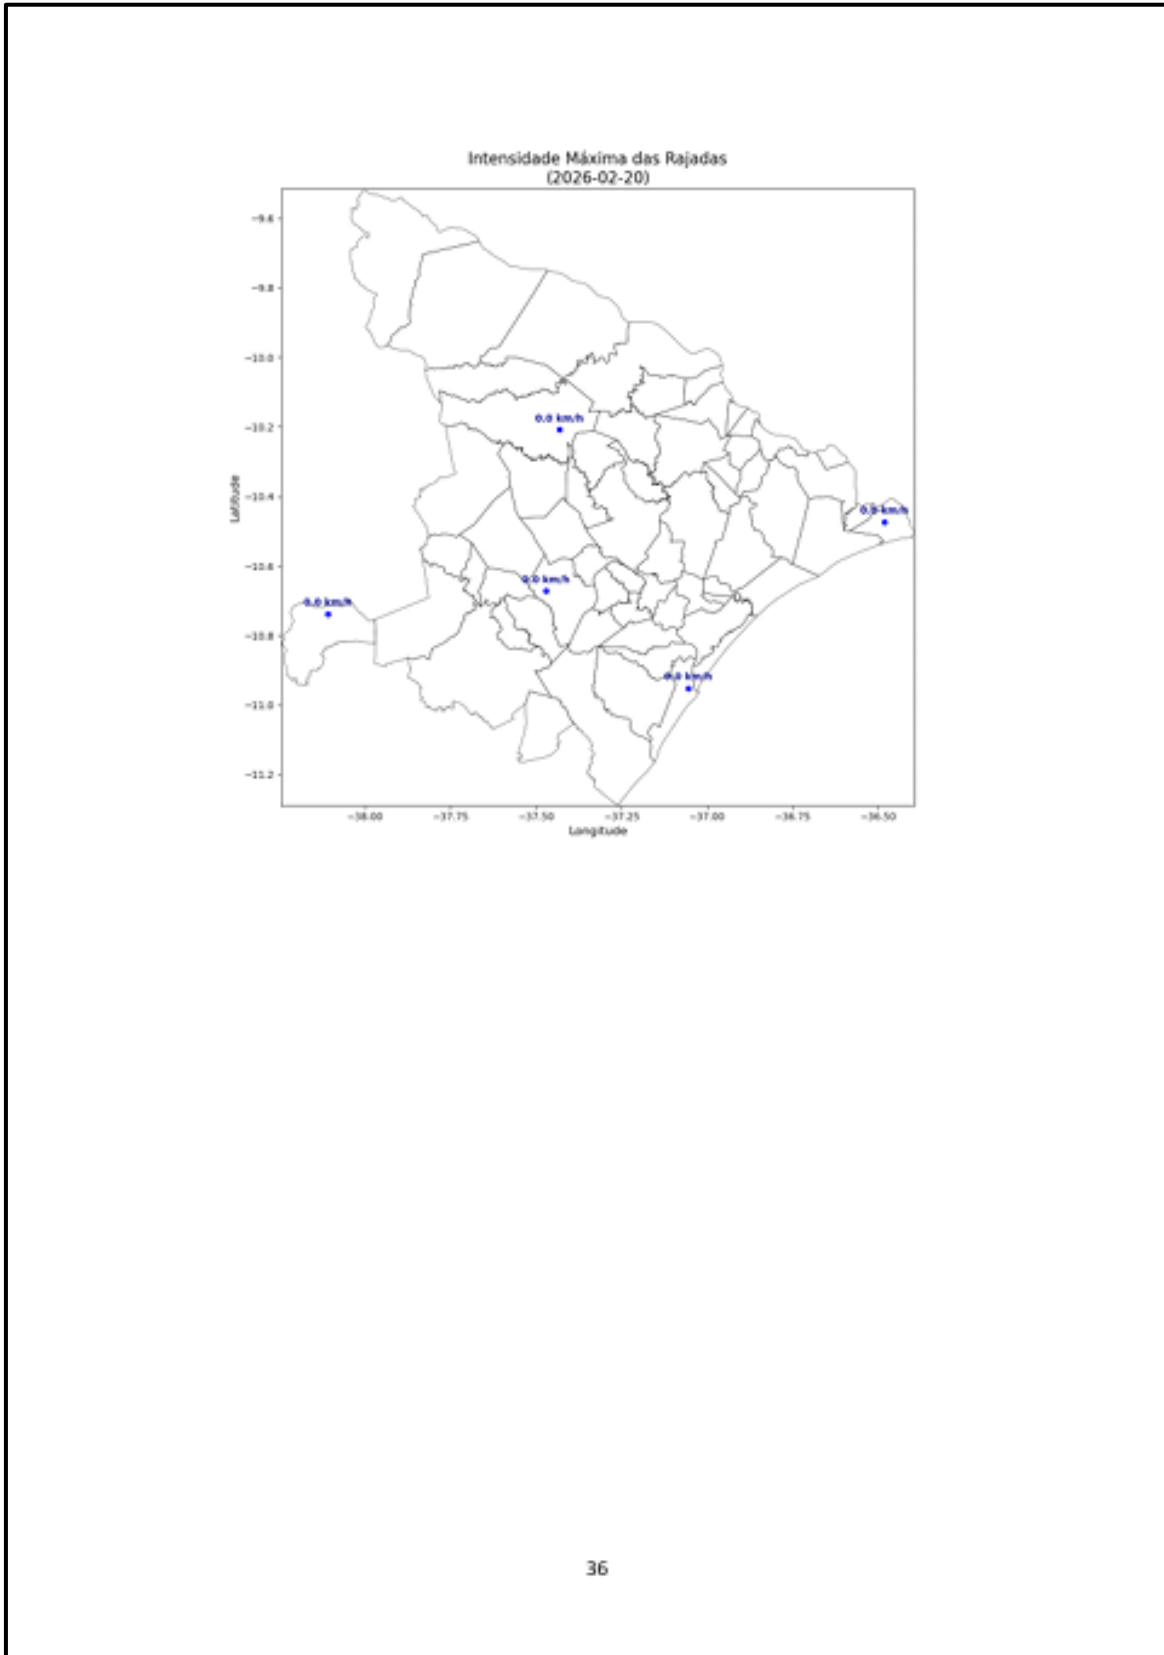 Intensidade Máxima das Rajadas
(2026-02-20)
−9.6
−9.8
−10.0
0.0 km/h
−10.2
Latitude
−10.4
0.0 km/h
−10.6
0.0 km/h
0.0 km/h
−10.8
0.0 km/h
−11.0
−11.2
−38.00 −37.75 −37.50 −37.25 −37.00 −36.75 −36.50
Longitude
36